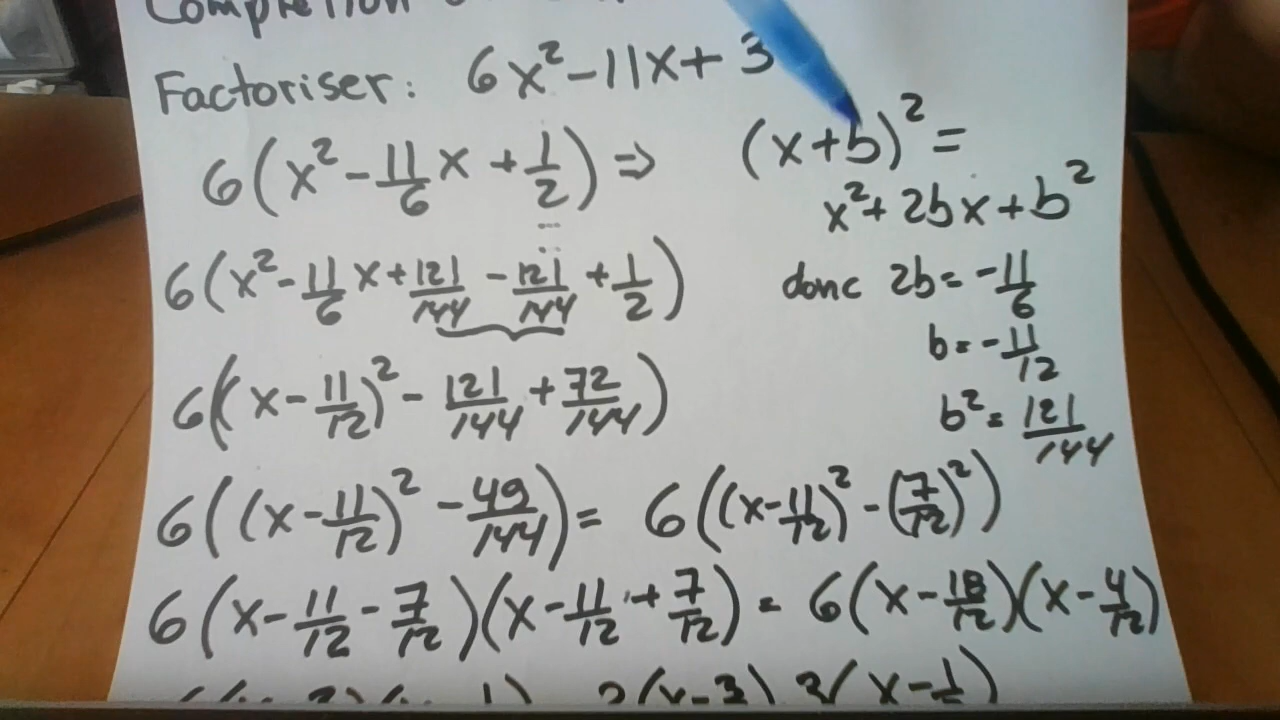 Completion
Factoriser: 6x² - 11x + 3
6(x² - 11/6 x + 1/2) ⇒ (x+b)² =
x² + 2bx + b²
6(x² - 11/6 x + 121/144 - 121/144 + 1/2) donc 2b = -11/6
b = -11/12
6((x - 11/12)² - 121/144 + 72/144)
b² = 121/144
6((x - 11/12)² - 49/144) = 6((x - 11/12)² - (7/12)²)
6(x - 11/12 - 7/12)(x - 11/12 + 7/12) = 6(x - 18/12)(x - 4/12)